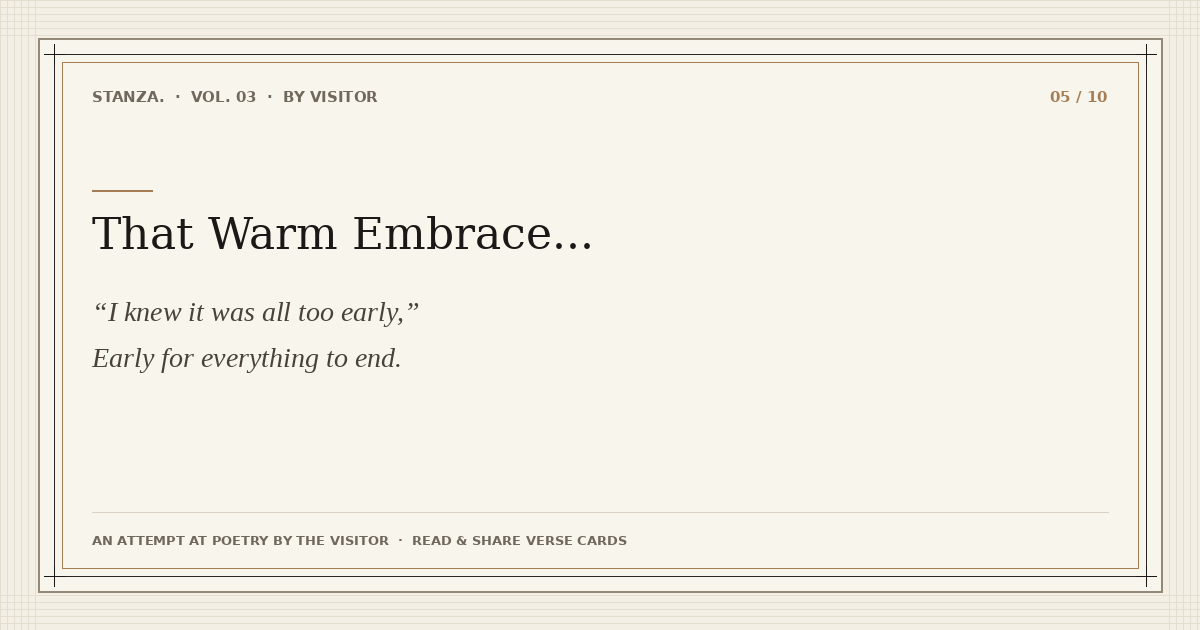 STANZA. · VOL. 03 · BY VISITOR
05 / 10
That Warm Embrace...
“I knew it was all too early,”
Early for everything to end.
AN ATTEMPT AT POETRY BY THE VISITOR · READ & SHARE VERSE CARDS